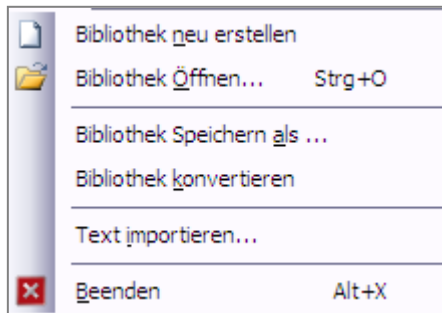 Bibliothek neu erstellen
Bibliothek Öffnen... Strg+O
Bibliothek Speichern als ...
Bibliothek konvertieren
Text importieren...
Beenden Alt+X